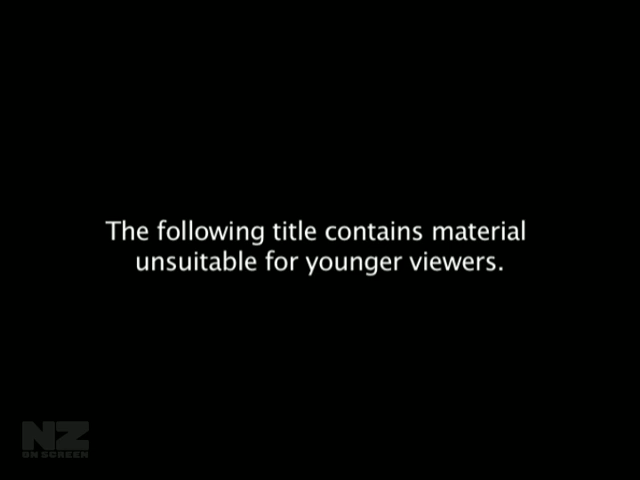 The following title contains material
unsuitable for younger viewers.
NZ
ON SCREEN